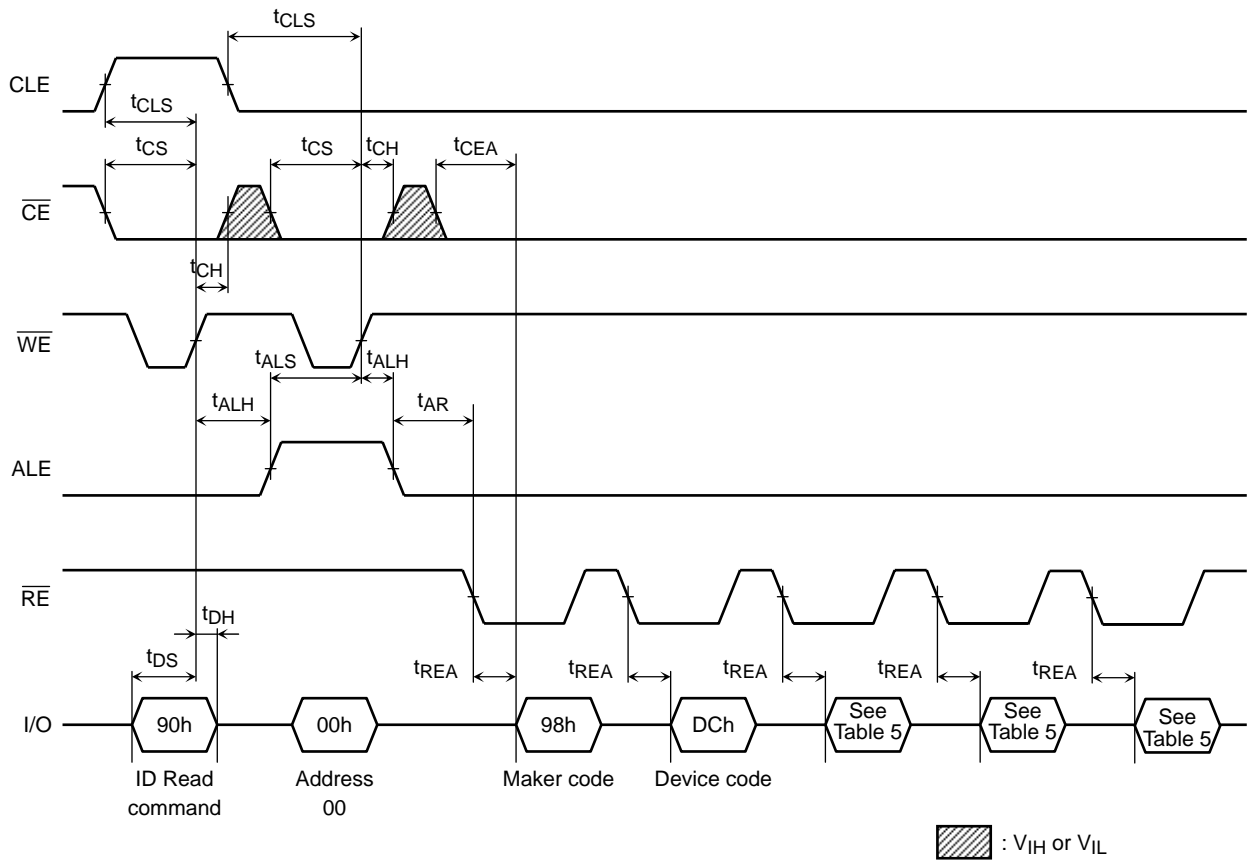 tCLS
CLE
tCLS
tCS
tCS
tCH
tCEA
CE
tCH
WE
tALS
tALH
tALH
tAR
ALE
RE
tDH
tDS
tREA
tREA
tREA
tREA
tREA
I/O
90h
00h
98h
DCh
See
Table 5
See
Table 5
See
Table 5
ID Read
command
Address
00
Maker code
Device code
: VIH or VIL